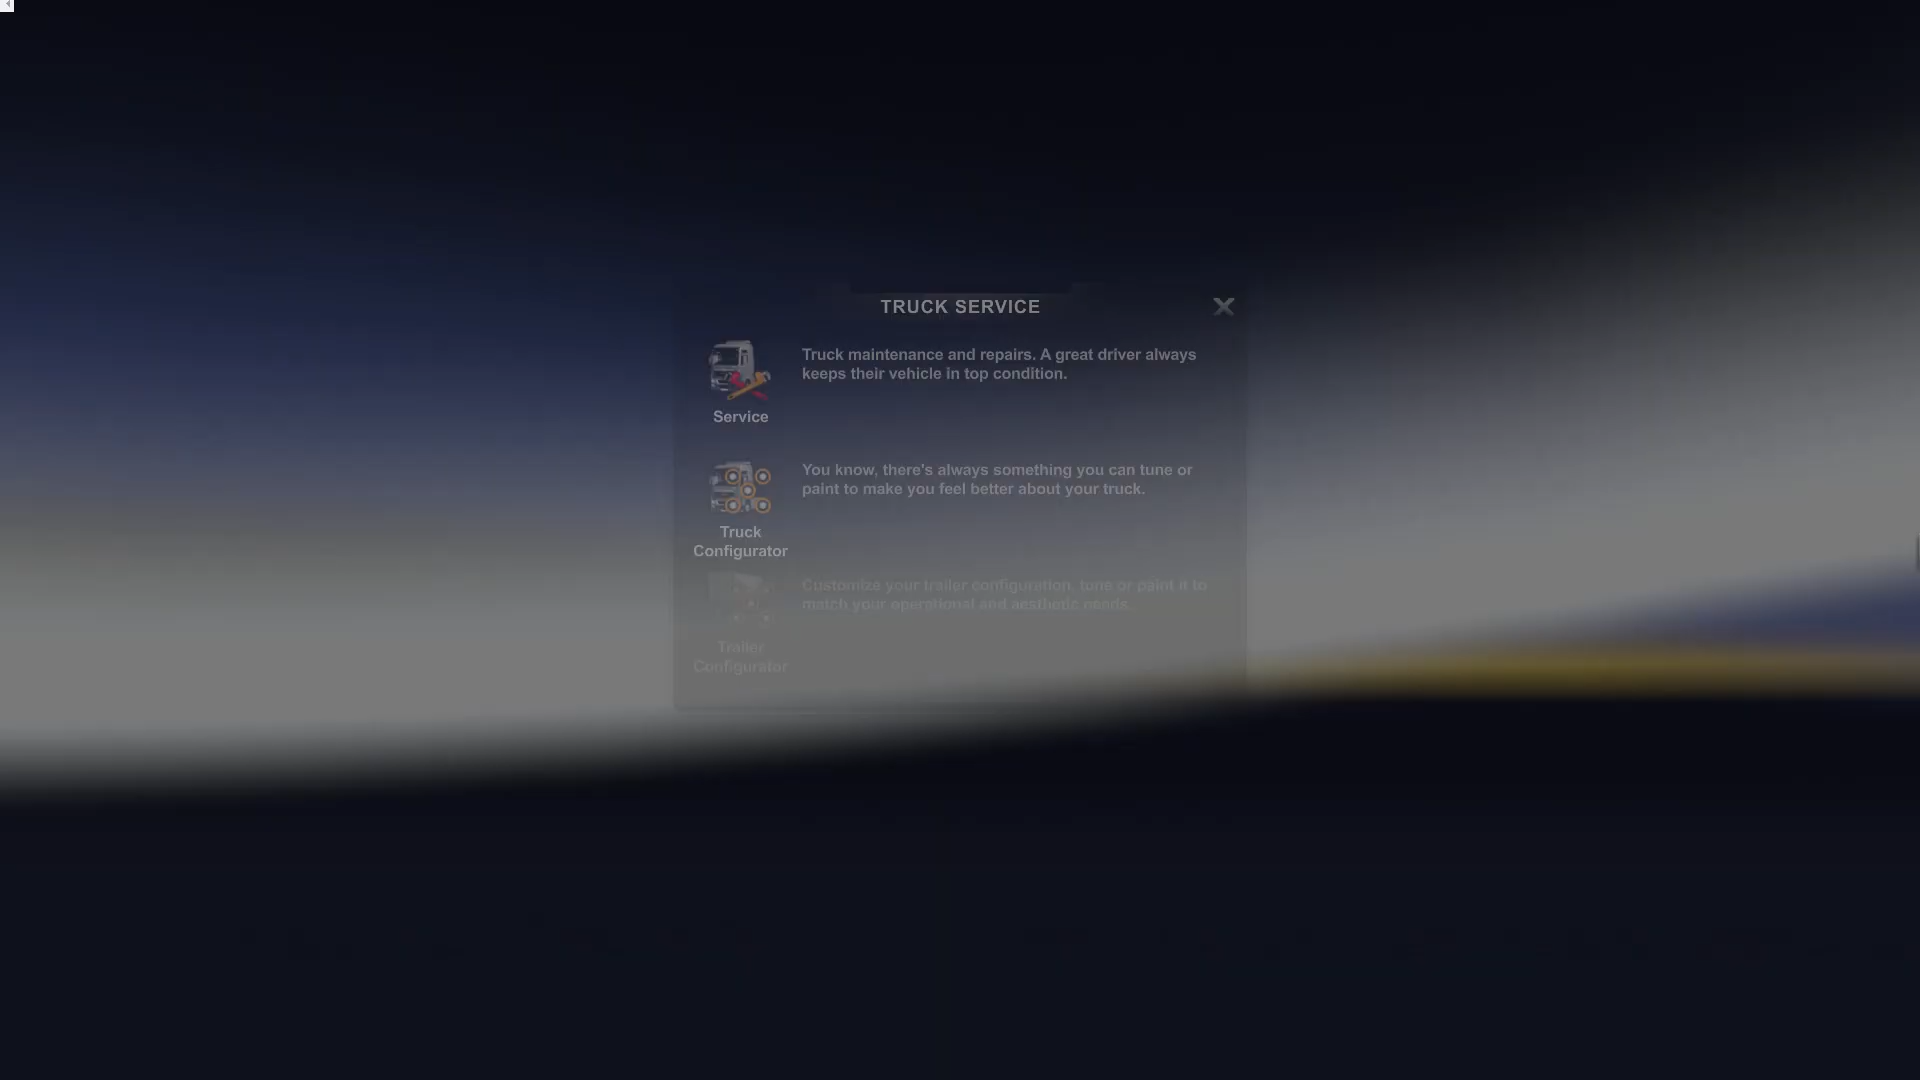 TRUCK SERVICE
Truck maintenance and repairs. A great driver always
keeps their vehicle in top condition.
Service
You know, there's always something you can tune or
paint to make you feel better about your truck.
Truck
Configurator
Customize your trailer configuration, tune or paint it to
match your operational and aesthetic needs.
Trailer
Configurator